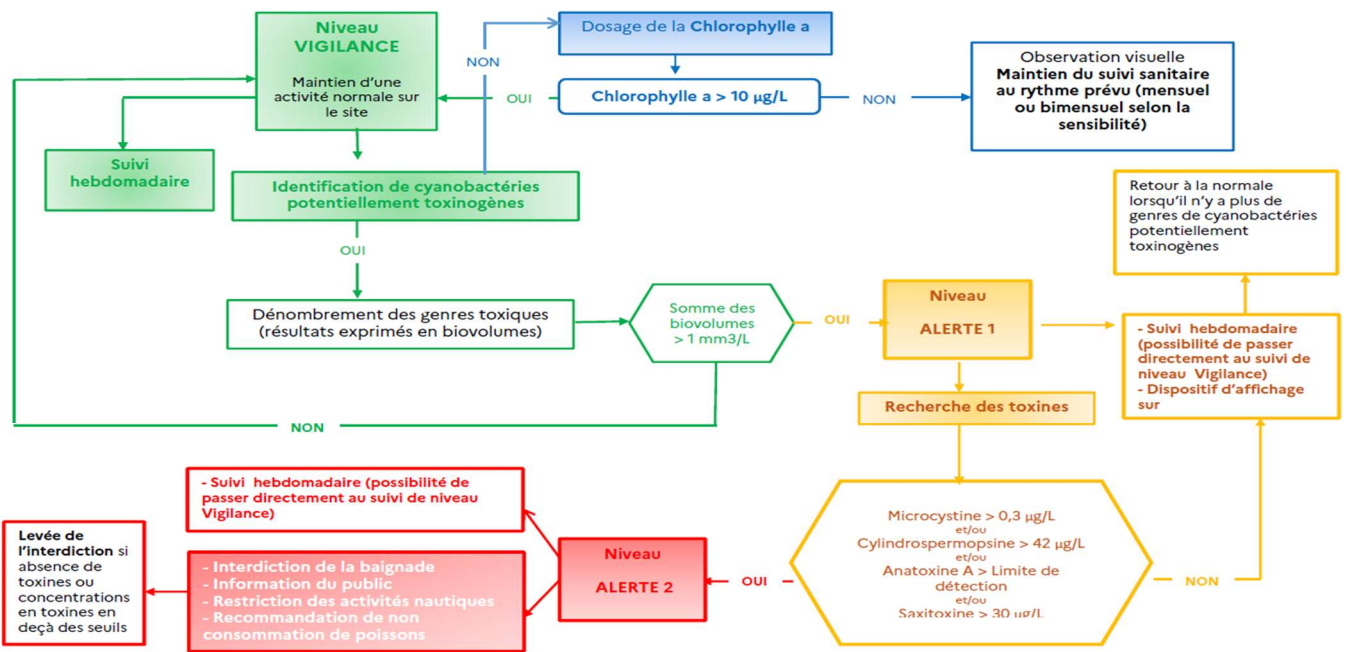 Niveau
VIGILANCE
Maintien d'une
activité normale sur
le site
NON
Dosage de la Chlorophylle a
OUI
Chlorophylle a > 10 µg/L
NON
Observation visuelle
Maintien du suivi sanitaire
au rythme prévu (mensuel
ou bimensuel selon la
sensibilité)
Suivi
hebdomadaire
Identification de cyanobactéries
potentiellement toxinogènes
OUI
Dénombrement des genres toxiques
(résultats exprimés en biovolumes)
Somme des
biovolumes
> 1 mm3/L
NON
OUI
Niveau
ALERTE 1
Retour à la normale
lorsqu'il n'y a plus de
genres de cyanobactéries
potentiellement
toxinogènes
- Suivi hebdomadaire
(possibilité de passer
directement au suivi de
niveau Vigilance)
- Dispositif d'affichage
sur
Recherche des toxines
Microcystine > 0,3 µg/L
et/ou
Cylindrospermopsine > 42 µg/L
et/ou
Anatoxine A > Limite de
détection
et/ou
Saxitoxine > 30 µg/L
NON
OUI
Niveau
ALERTE 2
- Suivi hebdomadaire (possibilité de
passer directement au suivi de niveau
Vigilance)
- Interdiction de la baignade
- Information du public
- Restriction des activités nautiques
- Recommandation de non
consommation de poissons
Levée de
l'interdiction si
absence de
toxines ou
concentrations
en toxines en
deçà des seuils